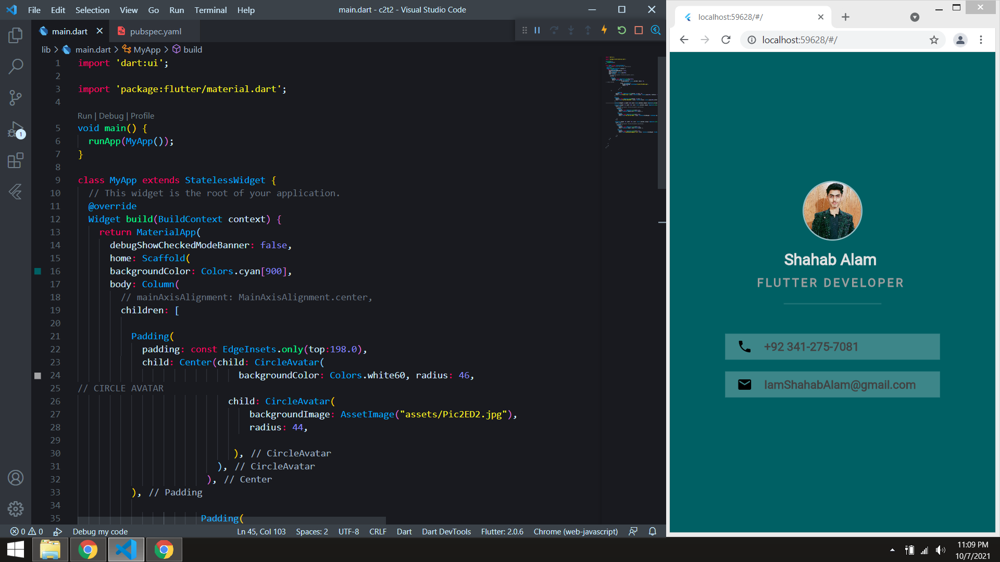 File Edit Selection View Go Run Terminal Help
main.dart - c2t2 - Visual Studio Code
main.dart
pubspec.yaml
lib > main.dart > MyApp > build
1 import 'dart:ui';
2
3 import 'package:flutter/material.dart';
4
Run | Debug | Profile
5 void main() {
6 runApp(MyApp());
7 }
8
9 class MyApp extends StatelessWidget {
10 // This widget is the root of your application.
11 @override
12 Widget build(BuildContext context) {
13 return MaterialApp(
14 debugShowCheckedModeBanner: false,
15 home: Scaffold(
16 backgroundColor: Colors.cyan[900],
17 body: Column(
18 // mainAxisAlignment: MainAxisAlignment.center,
19 children: [
20
21 Padding(
22 padding: const EdgeInsets.only(top:198.0),
23 child: Center(child: CircleAvatar(
24 backgroundColor: Colors.white60, radius: 46,
25 // CIRCLE AVATAR
26 child: CircleAvatar(
27 backgroundImage: AssetImage("assets/Pic2ED2.jpg"),
28 radius: 44,
29
30 ), // CircleAvatar
31 ), // CircleAvatar
32 ), // Center
33 ), // Padding
34
35 Padding(
1
0 0 Debug my code Ln 45, Col 103 Spaces: 2 UTF-8 CRLF Dart Dart DevTools Flutter: 2.0.6 Chrome (web-javascript)
localhost:59628/#/
localhost:59628/#/
Shahab Alam
FLUTTER DEVELOPER
+92 341-275-7081
IamShahabAlam@gmail.com
11:09 PM
10/7/2021